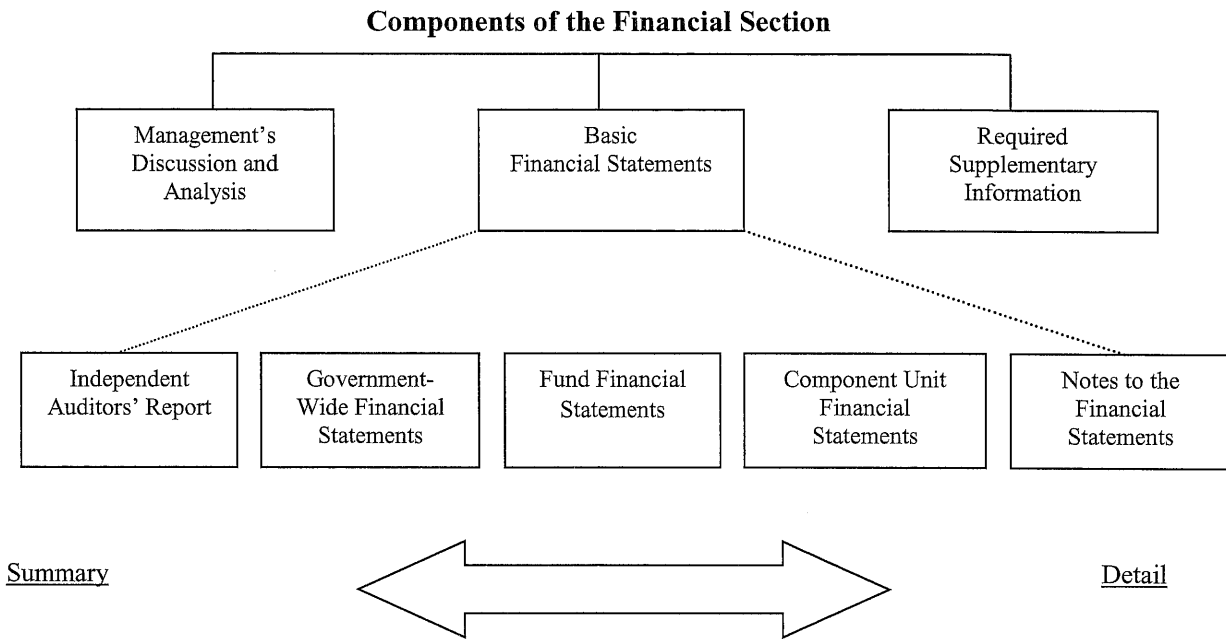 Components of the Financial Section
Management's
Discussion and
Analysis
Basic
Financial Statements
Required
Supplementary
Information
Independent
Auditors' Report
Government-
Wide Financial
Statements
Fund Financial
Statements
Component Unit
Financial
Statements
Notes to the
Financial
Statements
Summary
Detail